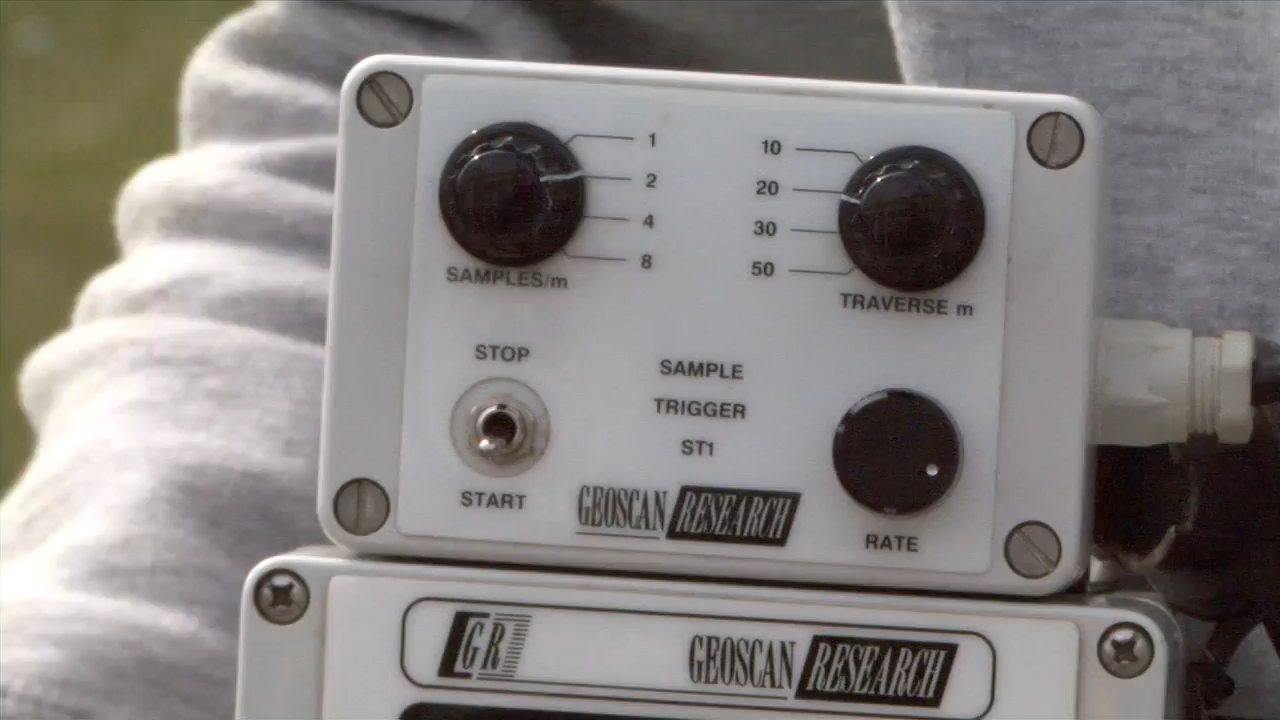 1
2
4
8
SAMPLES/m
10
20
30
50
TRAVERSE m
STOP
START
SAMPLE
TRIGGER
ST1
GEOSCAN RESEARCH
RATE
GR
GEOSCAN RESEARCH